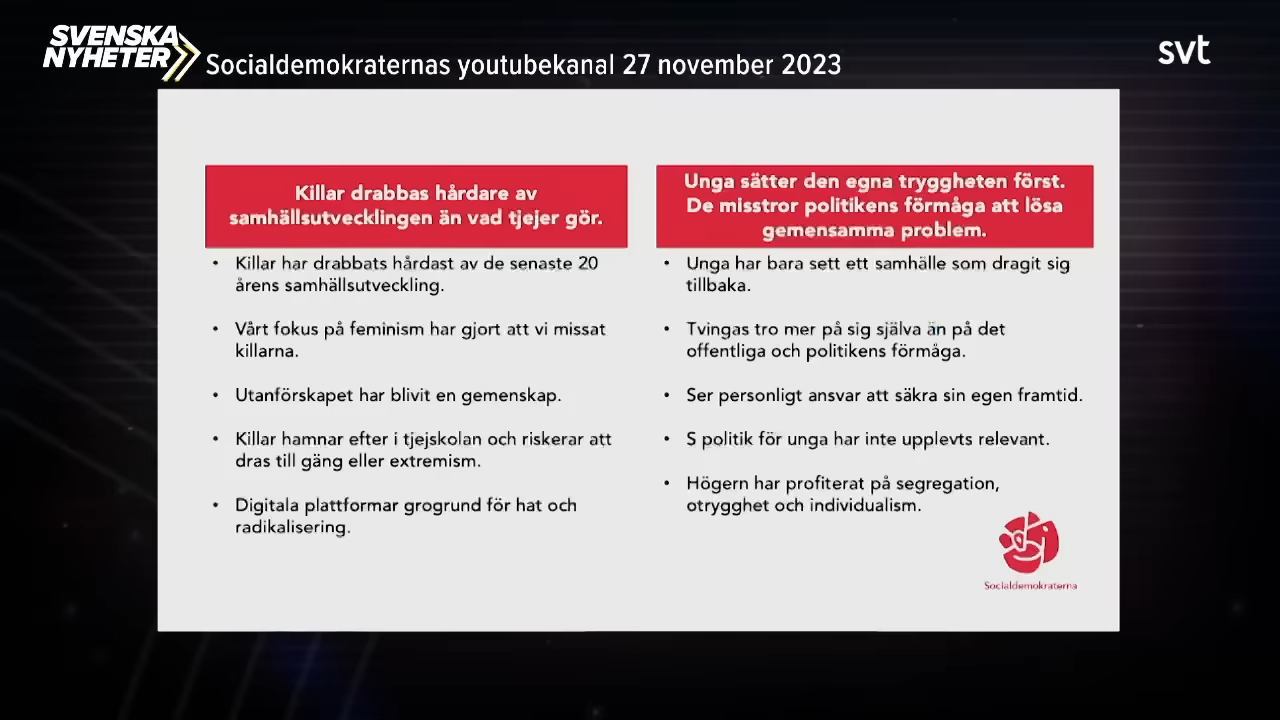 SVENSKA
NYHETER
Socialdemokraternas youtubekanal 27 november 2023
svt
Killar drabbas hårdare av
samhällsutvecklingen än vad tjejer gör.
• Killar har drabbats hårdast av de senaste 20
årens samhällsutveckling.
• Vårt fokus på feminism har gjort att vi missat
killarna.
• Utanförskapet har blivit en gemenskap.
• Killar hamnar efter i tjejskolan och riskerar att
dras till gäng eller extremism.
• Digitala plattformar grogrund för hat och
radikalisering.
Unga sätter den egna tryggheten först.
De misstror politikens förmåga att lösa
gemensamma problem.
• Unga har bara sett ett samhälle som dragit sig
tillbaka.
• Tvingas tro mer på sig själva än på det
offentliga och politikens förmåga.
• Ser personligt ansvar att säkra sin egen framtid.
• S politik för unga har inte upplevts relevant.
• Högern har profiterat på segregation,
otrygghet och individualism.
Socialdemokraterna